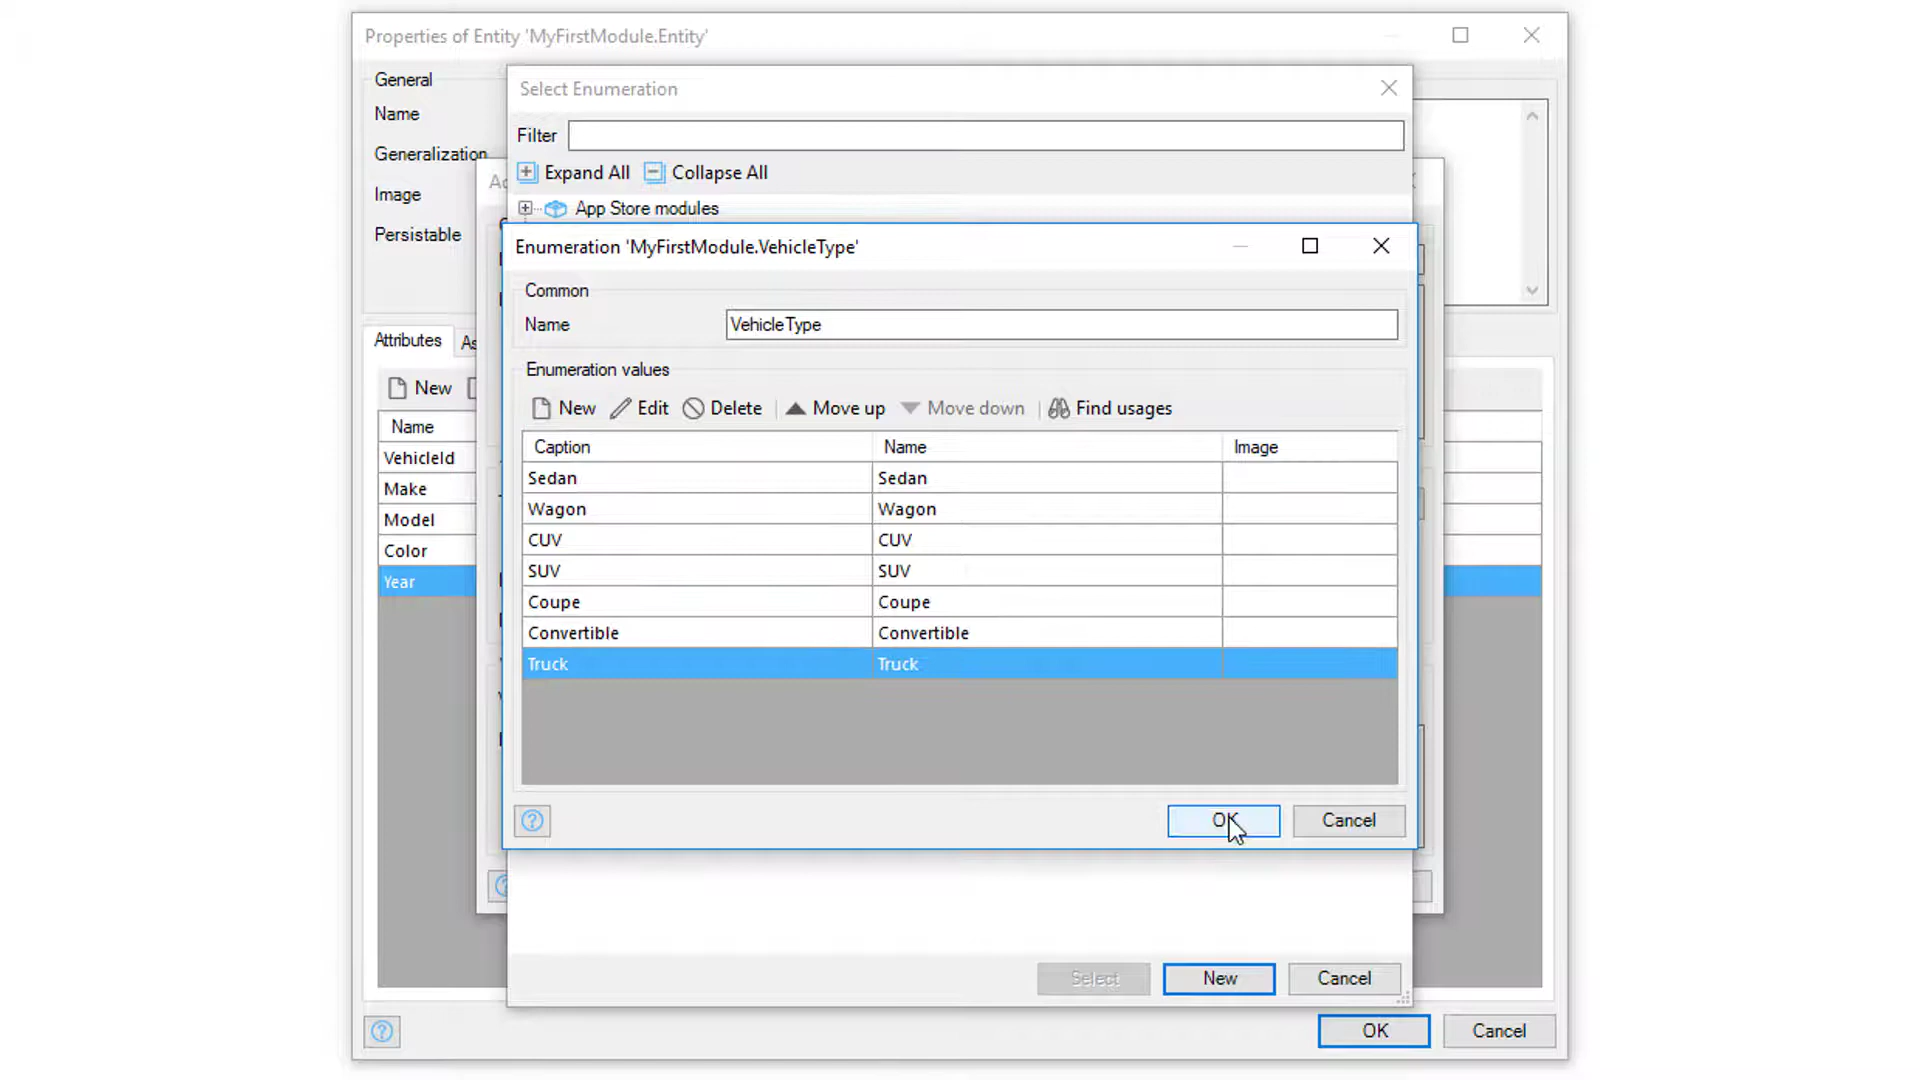 Properties of Entity 'MyFirstModule.Entity'
General
Name
Generalization
Image
Persistable
Select Enumeration
Filter
Expand All Collapse All
App Store modules
Enumeration 'MyFirstModule.VehicleType'
Common
Name VehicleType
Enumeration values
New Edit Delete Move up Move down Find usages
Caption Name Image
Sedan Sedan
Wagon Wagon
CUV CUV
SUV SUV
Coupe Coupe
Convertible Convertible
Truck Truck
OK Cancel
Attributes As
New
Name
VehicleId
Make
Model
Color
Year
Select New Cancel
OK Cancel